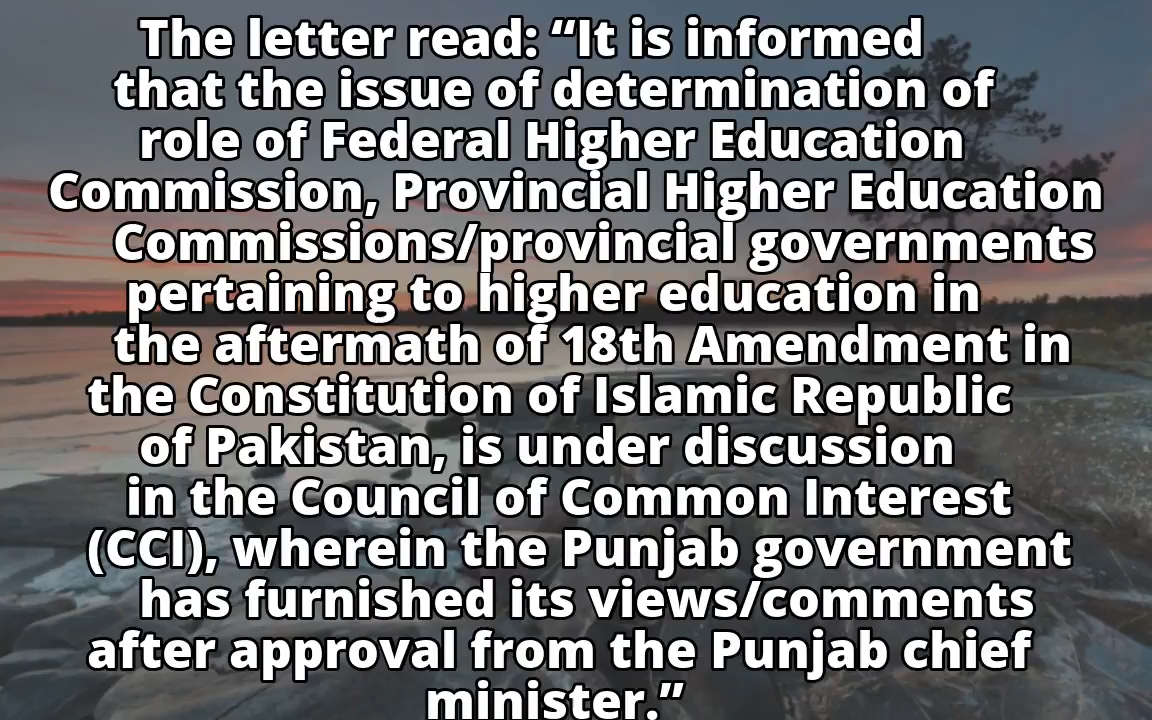 The letter read: “It is informed
that the issue of determination of
role of Federal Higher Education
Commission, Provincial Higher Education
Commissions/provincial governments
pertaining to higher education in
the aftermath of 18th Amendment in
the Constitution of Islamic Republic
of Pakistan, is under discussion
in the Council of Common Interest
(CCI), wherein the Punjab government
has furnished its views/comments
after approval from the Punjab chief
minister.”